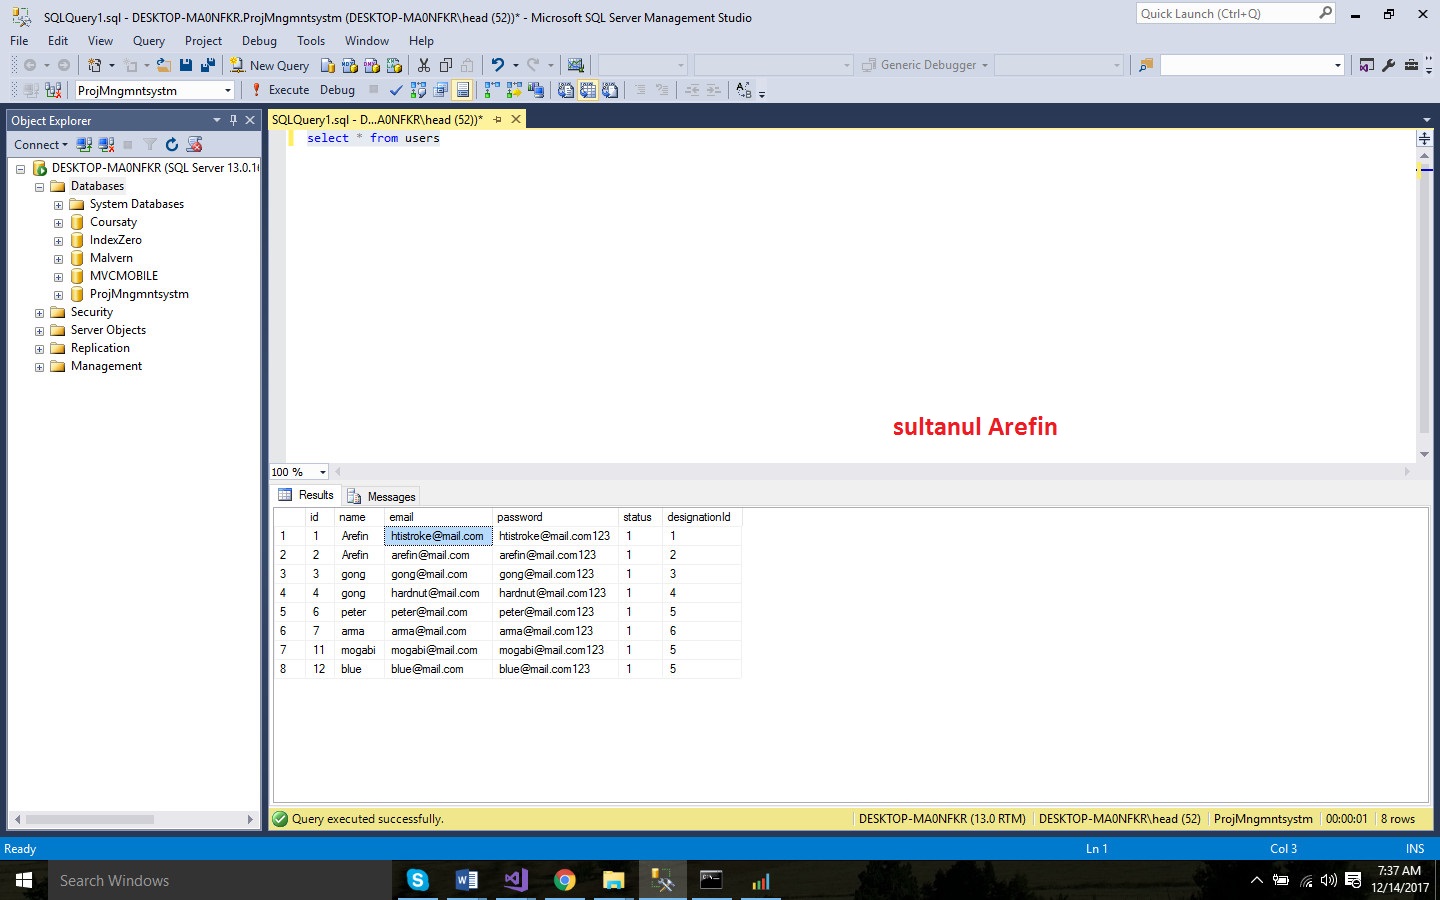 SQLQuery1.sql - DESKTOP-MA0NFKR.ProjMngmntsystm (DESKTOP-MA0NFKR\head (52))* - Microsoft SQL Server Management Studio
Quick Launch (Ctrl+Q)
File Edit View Query Project Debug Tools Window Help
New Query
Generic Debugger
ProjMngmntsystm
Execute Debug
Object Explorer
SQLQuery1.sql - D...A0NFKR\head (52))*
Connect
select * from users
DESKTOP-MA0NFKR (SQL Server 13.0.16
Databases
System Databases
Coursaty
IndexZero
Malvern
MVCMOBILE
ProjMngmntsystm
Security
Server Objects
Replication
Management
sultanul Arefin
100 %
Results Messages
id name email password status designationId
1 1 Arefin htistroke@mail.com htistroke@mail.com123 1 1
2 2 Arefin arefin@mail.com arefin@mail.com123 1 2
3 3 gong gong@mail.com gong@mail.com123 1 3
4 4 gong hardnut@mail.com hardnut@mail.com123 1 4
5 6 peter peter@mail.com peter@mail.com123 1 5
6 7 arma arma@mail.com arma@mail.com123 1 6
7 11 mogabi mogabi@mail.com mogabi@mail.com123 1 5
8 12 blue blue@mail.com blue@mail.com123 1 5
Query executed successfully.
DESKTOP-MA0NFKR (13.0 RTM) DESKTOP-MA0NFKR\head (52) ProjMngmntsystm 00:00:01 8 rows
Ready Ln 1 Col 3 INS
Search Windows
7:37 AM
12/14/2017